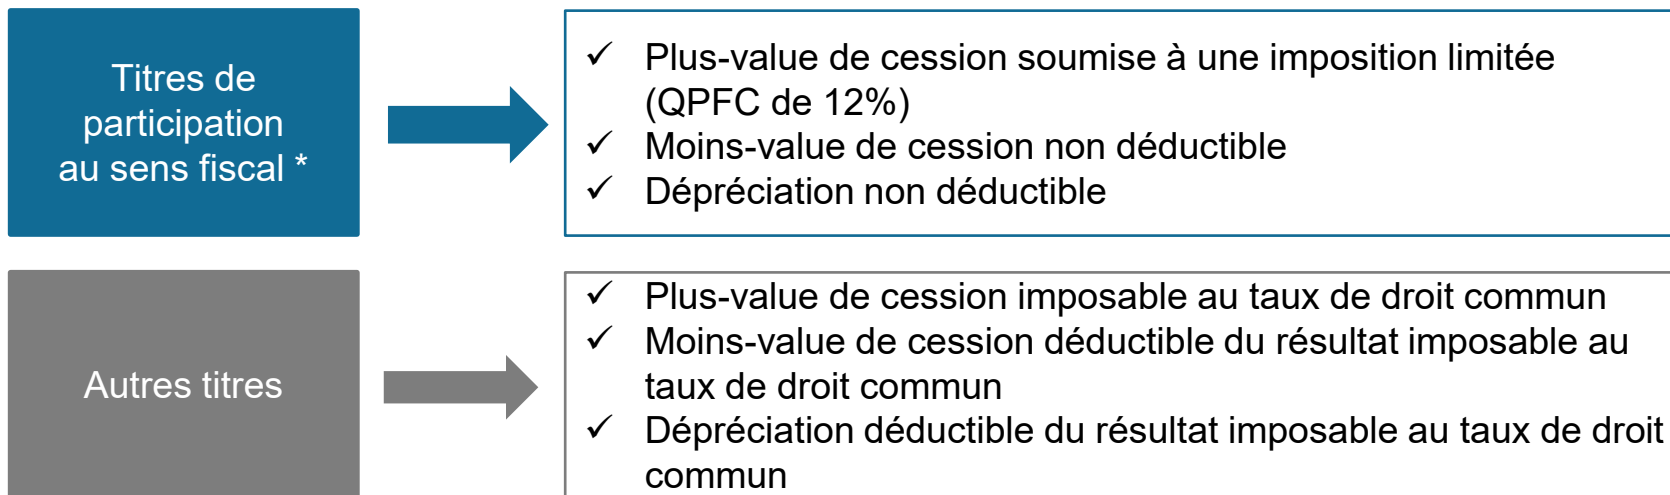 Titres de
participation
au sens fiscal *
✓ Plus-value de cession soumise à une imposition limitée
(QPFC de 12%)
✓ Moins-value de cession non déductible
✓ Dépréciation non déductible
Autres titres
✓ Plus-value de cession imposable au taux de droit commun
✓ Moins-value de cession déductible du résultat imposable au
taux de droit commun
✓ Dépréciation déductible du résultat imposable au taux de droit
commun